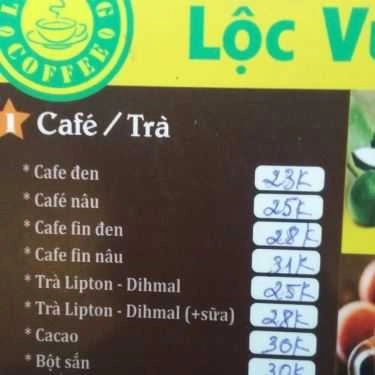 COFFEE
Lộc Vư
1 Café / Trà
* Cafe đen 23K
* Café nâu 25K
* Cafe fin đen 28K
* Cafe fin nâu 31K
* Trà Lipton - Dihmal 25K
* Trà Lipton - Dihmal (+sữa) 28K
* Cacao 30K
* Bột sắn 30K